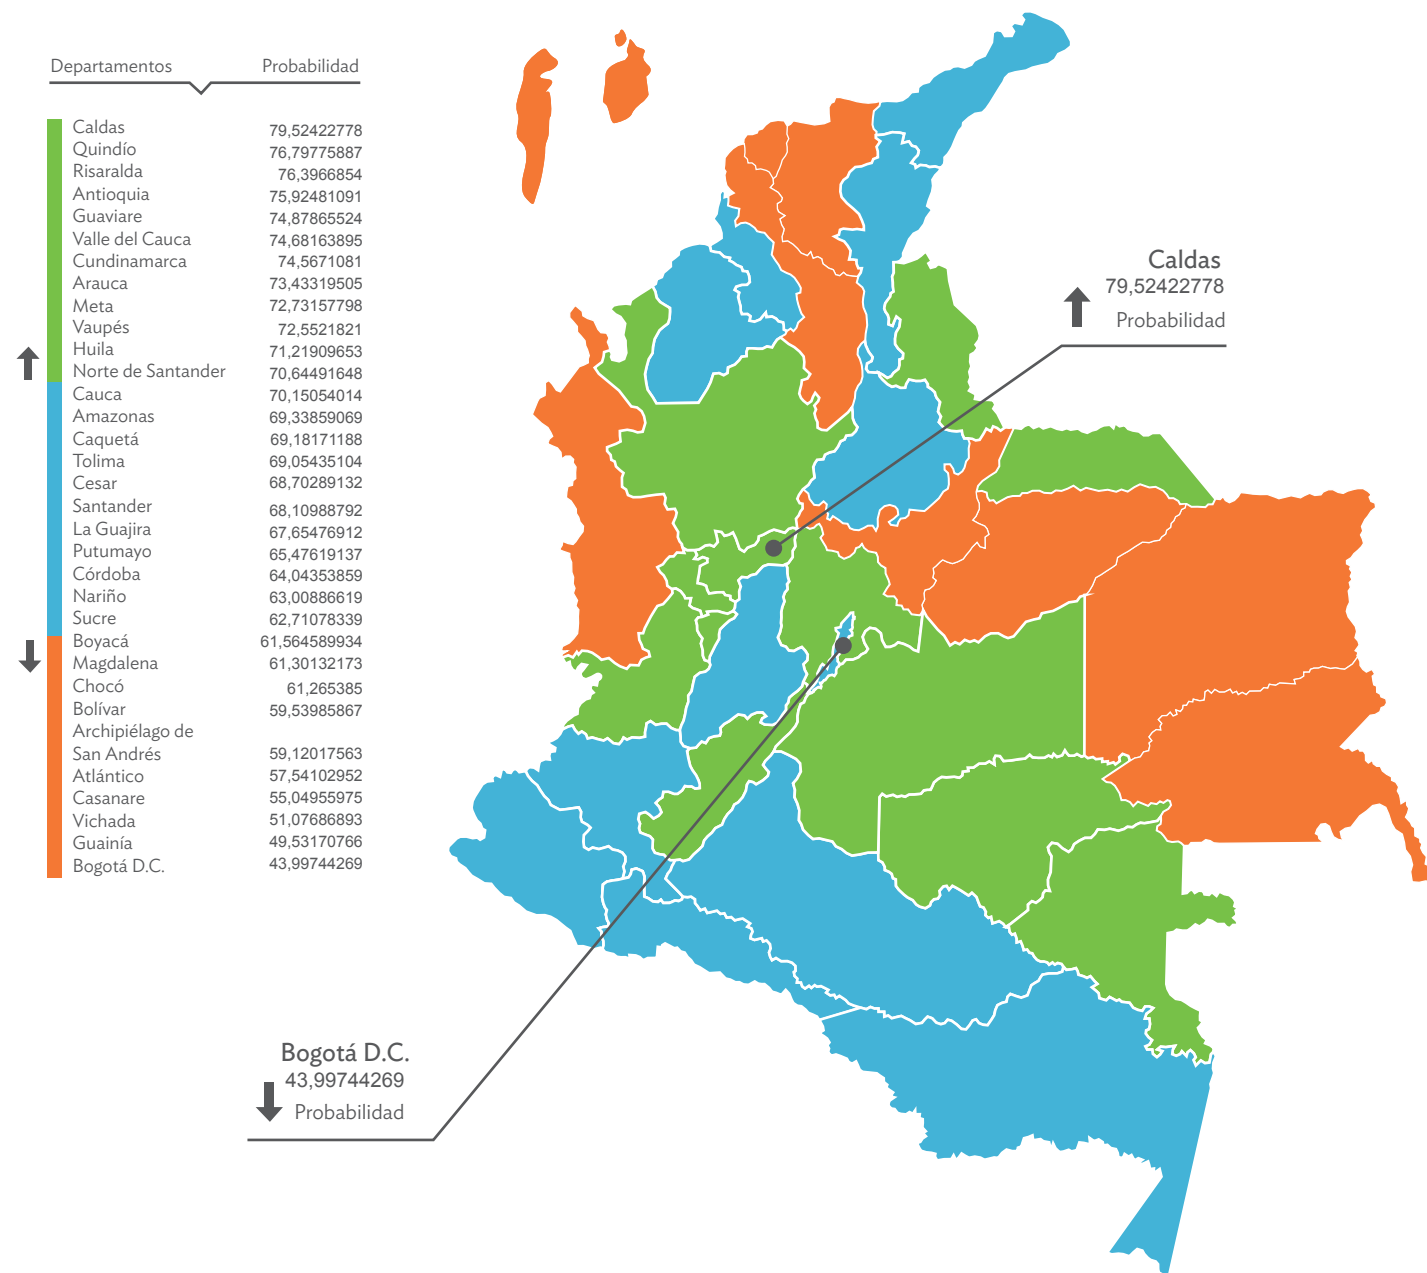 Departamentos Probabilidad
Caldas 79,52422778
Quindío 76,79775887
Risaralda 76,3966854
Antioquia 75,92481091
Guaviare 74,87865524
Valle del Cauca 74,68163895
Cundinamarca 74,5671081
Arauca 73,43319505
Meta 72,73157798
Vaupés 72,5521821
Huila 71,21909653
Norte de Santander 70,64491648
Cauca 70,15054014
Amazonas 69,33859069
Caquetá 69,18171188
Tolima 69,05435104
Cesar 68,70289132
Santander 68,10988792
La Guajira 67,65476912
Putumayo 65,47619137
Córdoba 64,04353859
Nariño 63,00886619
Sucre 62,71078339
Boyacá 61,564589934
Magdalena 61,30132173
Chocó 61,265385
Bolívar 59,53985867
Archipiélago de
San Andrés 59,12017563
Atlántico 57,54102952
Casanare 55,04955975
Vichada 51,07686893
Guainía 49,53170766
Bogotá D.C. 43,99744269
Caldas
79,52422778
Probabilidad
Bogotá D.C.
43,99744269
Probabilidad